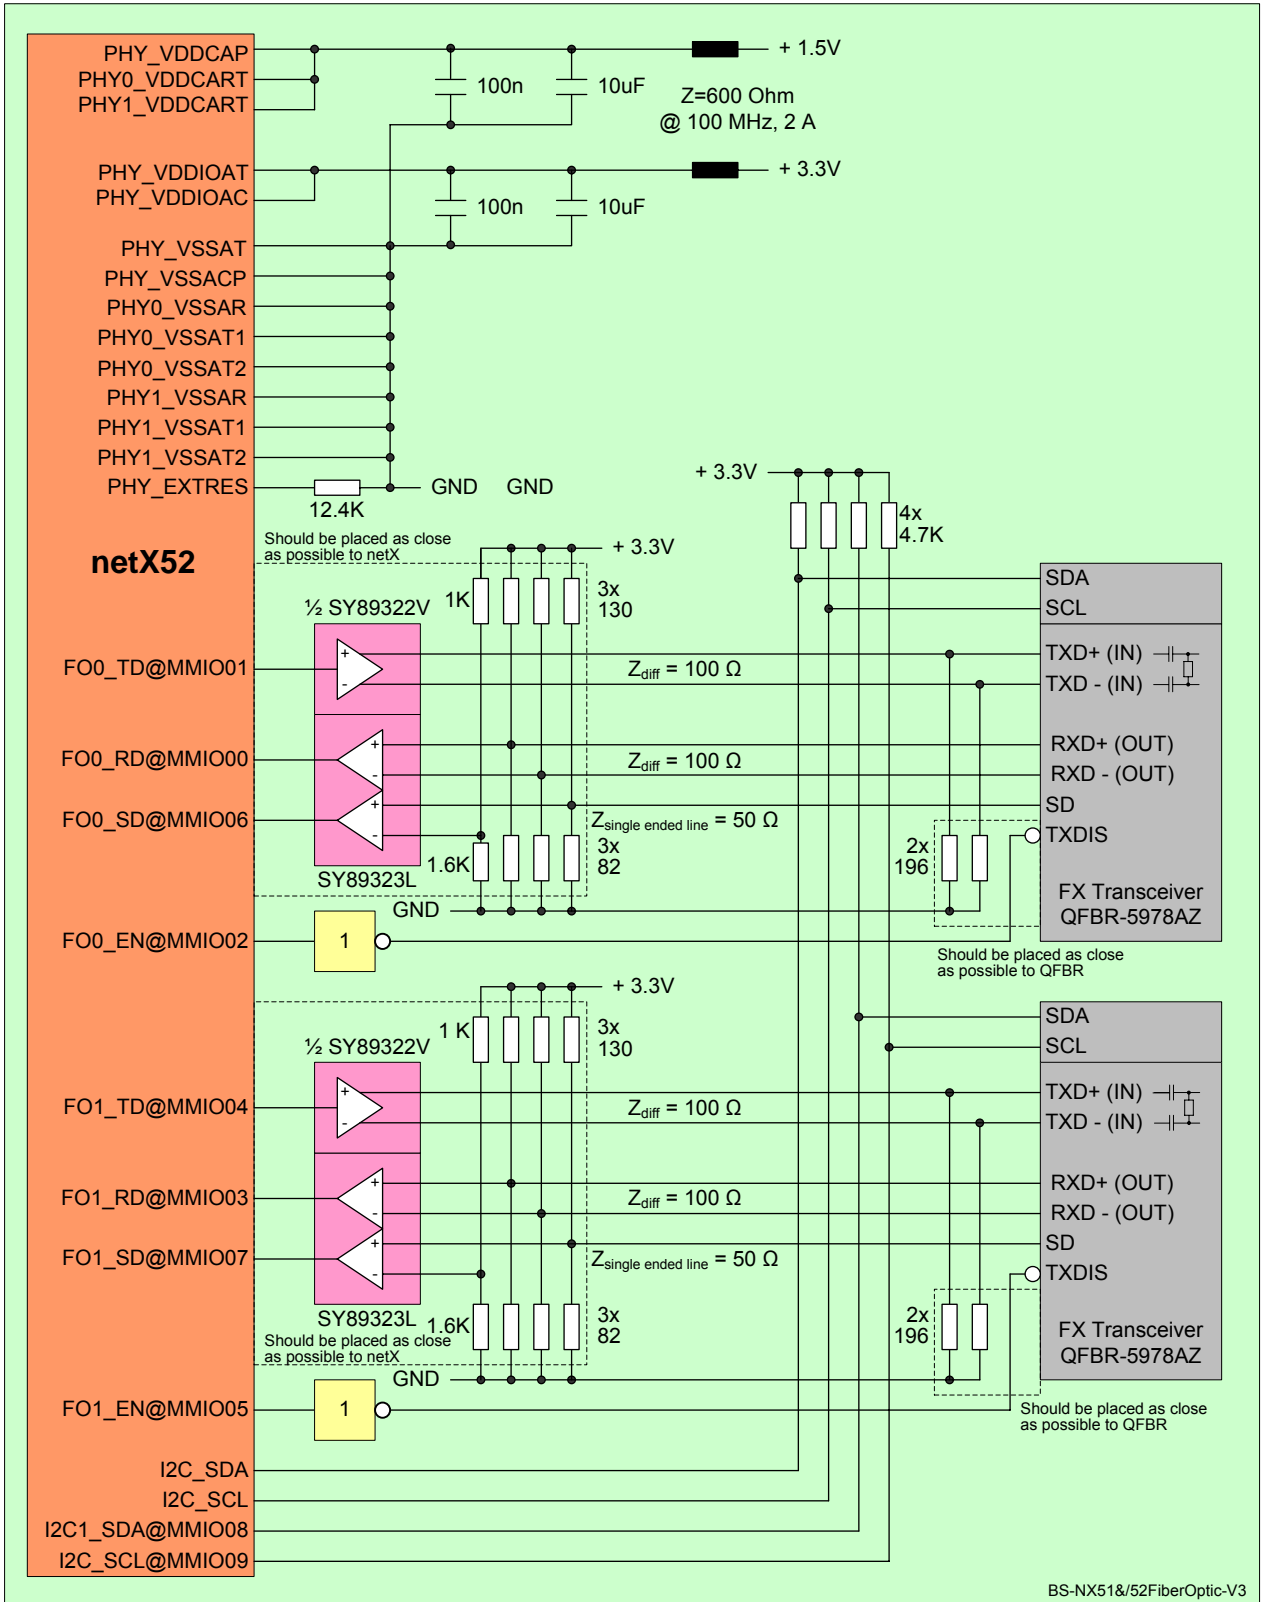 PHY_VDDCAP
+ 1.5V
PHY0_VDDCART
100n
10uF
PHY1_VDDCART
Z=600 Ohm
@ 100 MHz, 2 A
PHY_VDDIOAT
+ 3.3V
PHY_VDDIOAC
100n
10uF
PHY_VSSAT
PHY_VSSACP
PHY0_VSSAR
PHY0_VSSAT1
PHY0_VSSAT2
PHY1_VSSAR
PHY1_VSSAT1
PHY1_VSSAT2
+ 3.3V
PHY_EXTRES
GND
GND
12.4K
4x
4.7K
Should be placed as close
as possible to netX
+ 3.3V
netX52
SDA
1K
3x
130
½ SY89322V
SCL
FO0_TD@MMIO01
+
-
Zdiff = 100 Ω
TXD+ (IN)
TXD - (IN)
FO0_RD@MMIO00
+
-
Zdiff = 100 Ω
RXD+ (OUT)
RXD - (OUT)
FO0_SD@MMIO06
+
-
Zsingle ended line = 50 Ω
SD
TXDIS
1.6K
3x
82
2x
196
SY89323L
FX Transceiver
QFBR-5978AZ
GND
FO0_EN@MMIO02
1
Should be placed as close
as possible to QFBR
+ 3.3V
1 K
3x
130
½ SY89322V
SDA
SCL
FO1_TD@MMIO04
+
-
Zdiff = 100 Ω
TXD+ (IN)
TXD - (IN)
FO1_RD@MMIO03
+
-
Zdiff = 100 Ω
RXD+ (OUT)
RXD - (OUT)
FO1_SD@MMIO07
+
-
Zsingle ended line = 50 Ω
SD
TXDIS
SY89323L
1.6K
3x
82
2x
196
FX Transceiver
QFBR-5978AZ
Should be placed as close
as possible to netX
GND
FO1_EN@MMIO05
1
Should be placed as close
as possible to QFBR
I2C_SDA
I2C_SCL
I2C1_SDA@MMIO08
I2C_SCL@MMIO09
BS-NX51&/52FiberOptic-V3